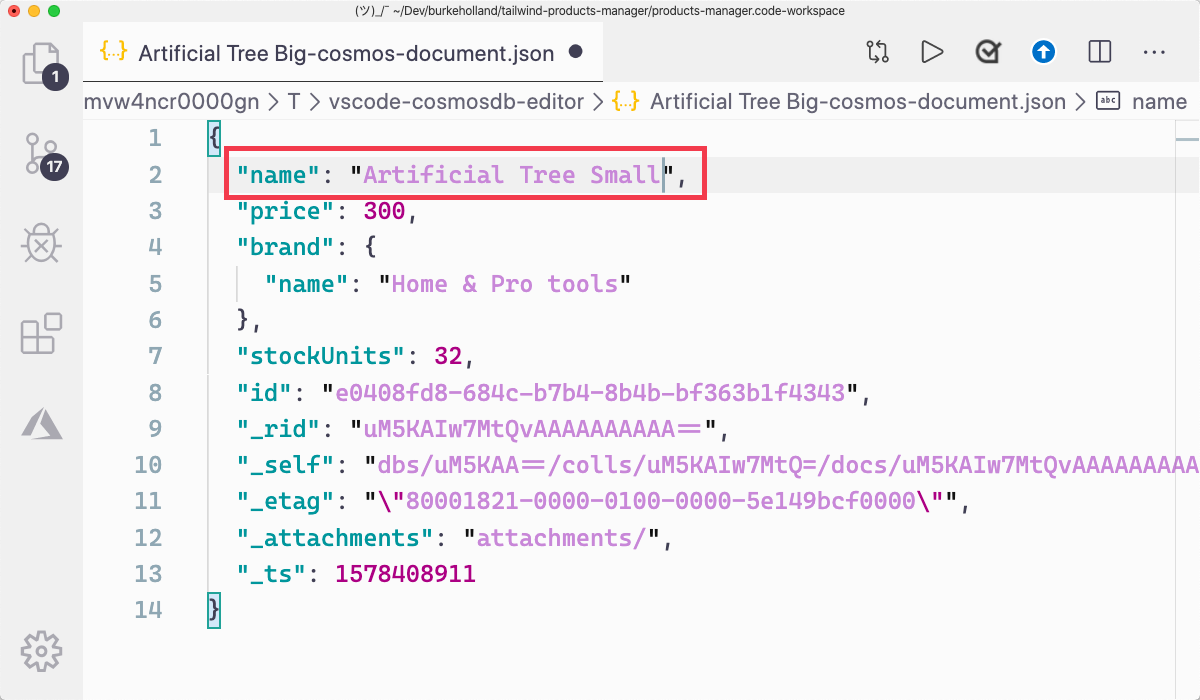 (ツ)_/¯ ~/Dev/burkeholland/tailwind-products-manager/products-manager.code-workspace
{..} Artificial Tree Big-cosmos-document.json ●
mvw4ncr0000gn > T > vscode-cosmosdb-editor > {..} Artificial Tree Big-cosmos-document.json > abc name
1
17
1 {
2 "name": "Artificial Tree Small",
3 "price": 300,
4 "brand": {
5 "name": "Home & Pro tools"
6 },
7 "stockUnits": 32,
8 "id": "e0408fd8-684c-b7b4-8b4b-bf363b1f4343",
9 "_rid": "uM5KAIw7MtQvAAAAAAAAAA==",
10 "_self": "dbs/uM5KAA==/colls/uM5KAIw7MtQ=/docs/uM5KAIw7MtQvAAAAAAAAA
11 "_etag": "\"80001821-0000-0100-0000-5e149bcf0000\"",
12 "_attachments": "attachments/",
13 "_ts": 1578408911
14 }